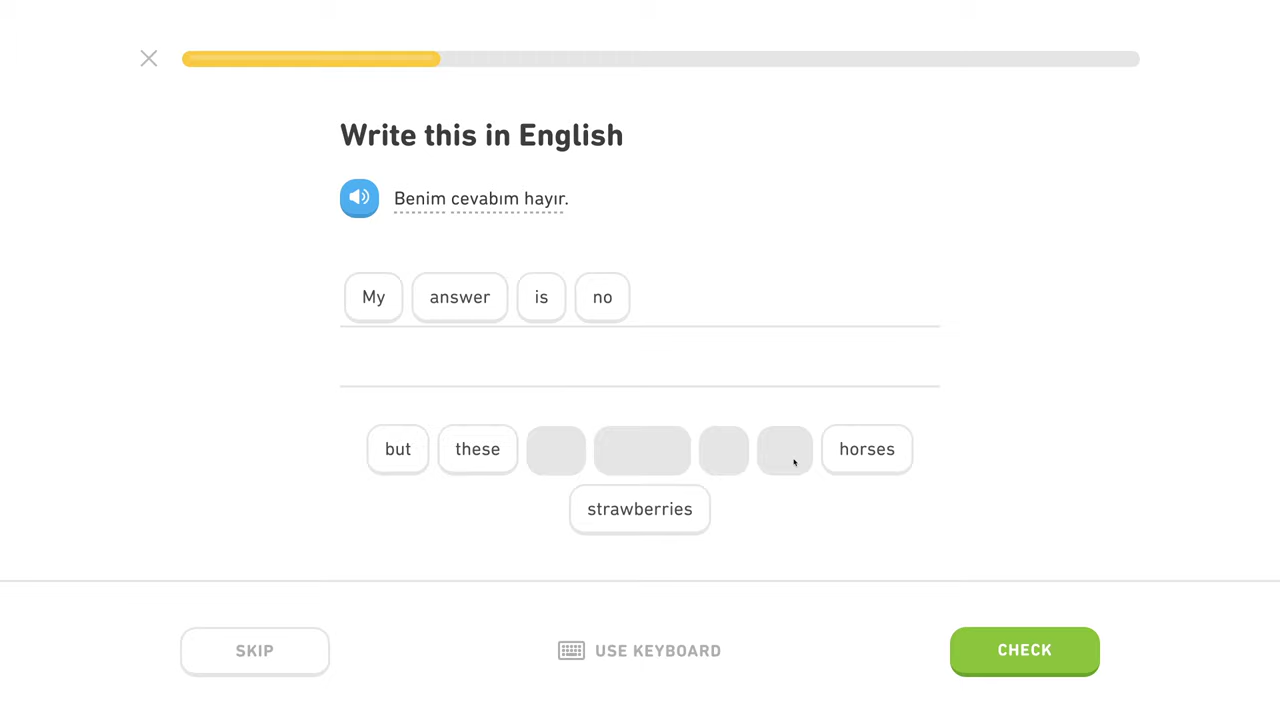 Write this in English
Benim cevabım hayır.
My answer is no
but these horses
strawberries
SKIP USE KEYBOARD CHECK